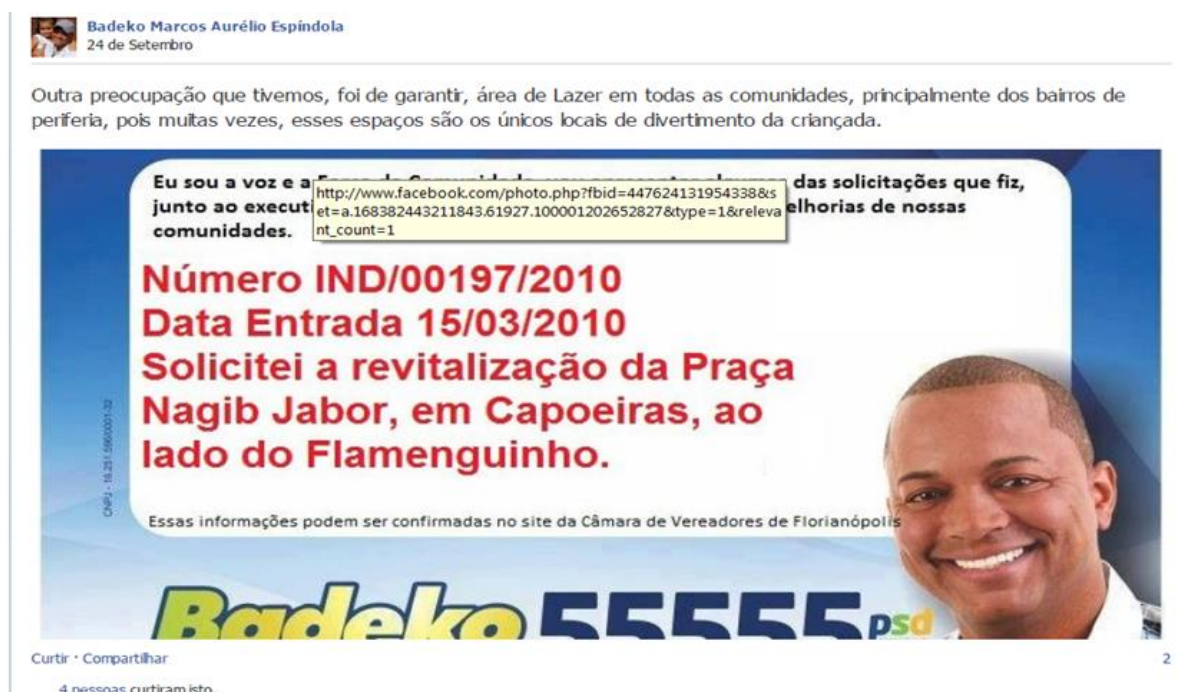 Badeko Marcos Aurélio Espíndola
24 de Setembro
Outra preocupação que tivemos, foi de garantir, área de Lazer em todas as comunidades, principalmente dos bairros de
periferia, pois muitas vezes, esses espaços são os únicos locais de divertimento da criançada.
Eu sou a voz e a das solicitações que fiz,
junto ao executi elhorias de nossas
comunidades.
http://www.facebook.com/photo.php?fbid=447624131954338&s
et=a.168382443211843.61927.100001202652827&type=1&releva
nt_count=1
Número IND/00197/2010
Data Entrada 15/03/2010
Solicitei a revitalização da Praça
Nagib Jabor, em Capoeiras, ao
lado do Flamenguinho.
Essas informações podem ser confirmadas no site da Câmara de Vereadores de Florianópolis
Badeko 55555 psd
Curtir · Compartilhar
2
4 pessoas curtiram isto